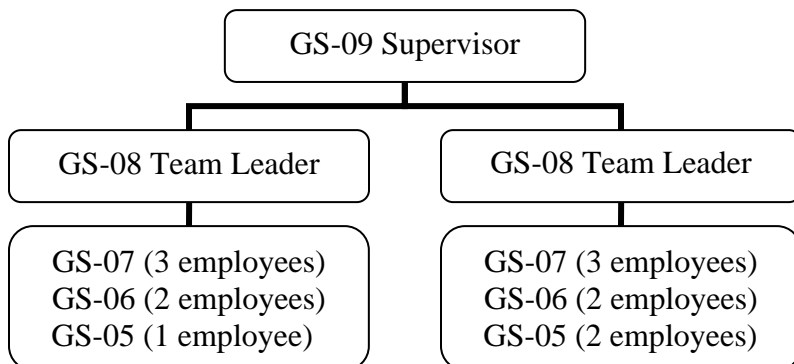 GS-09 Supervisor
GS-08 Team Leader
GS-08 Team Leader
GS-07 (3 employees)
GS-06 (2 employees)
GS-05 (1 employee)
GS-07 (3 employees)
GS-06 (2 employees)
GS-05 (2 employees)